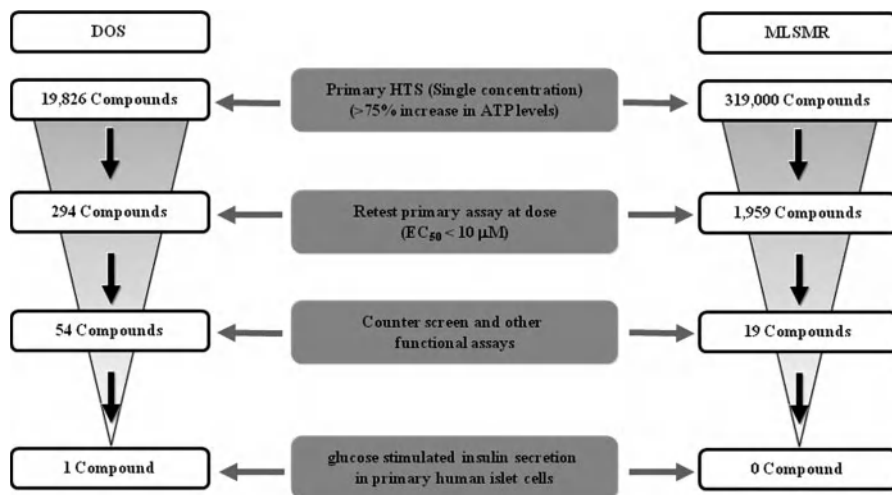 DOS
MLSMR
19,826 Compounds
Primary HTS (Single concentration)
(>75% increase in ATP levels)
319,000 Compounds
294 Compounds
Retest primary assay at dose
(EC₅₀ < 10 µM)
1,959 Compounds
54 Compounds
Counter screen and other
functional assays
19 Compounds
1 Compound
glucose stimulated insulin secretion
in primary human islet cells
0 Compound